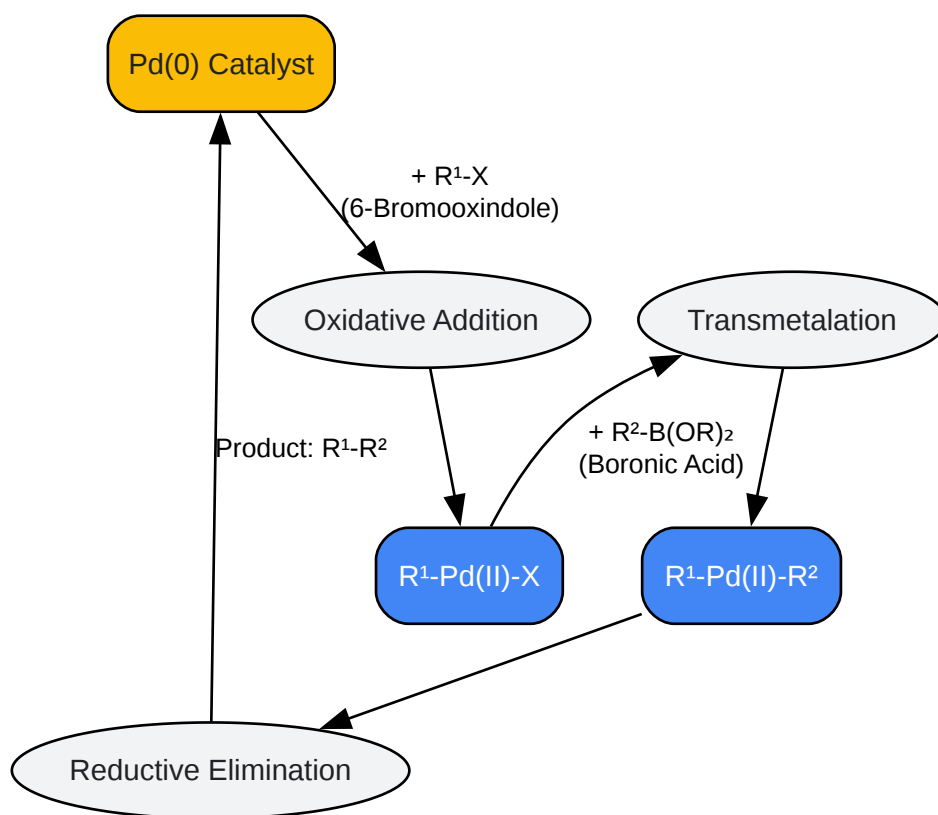 Pd(0) Catalyst
+ R¹-X
(6-Bromooxindole)
Oxidative Addition
Transmetalation
Product: R¹-R²
+ R²-B(OR)₂
(Boronic Acid)
R¹-Pd(II)-X
R¹-Pd(II)-R²
Reductive Elimination